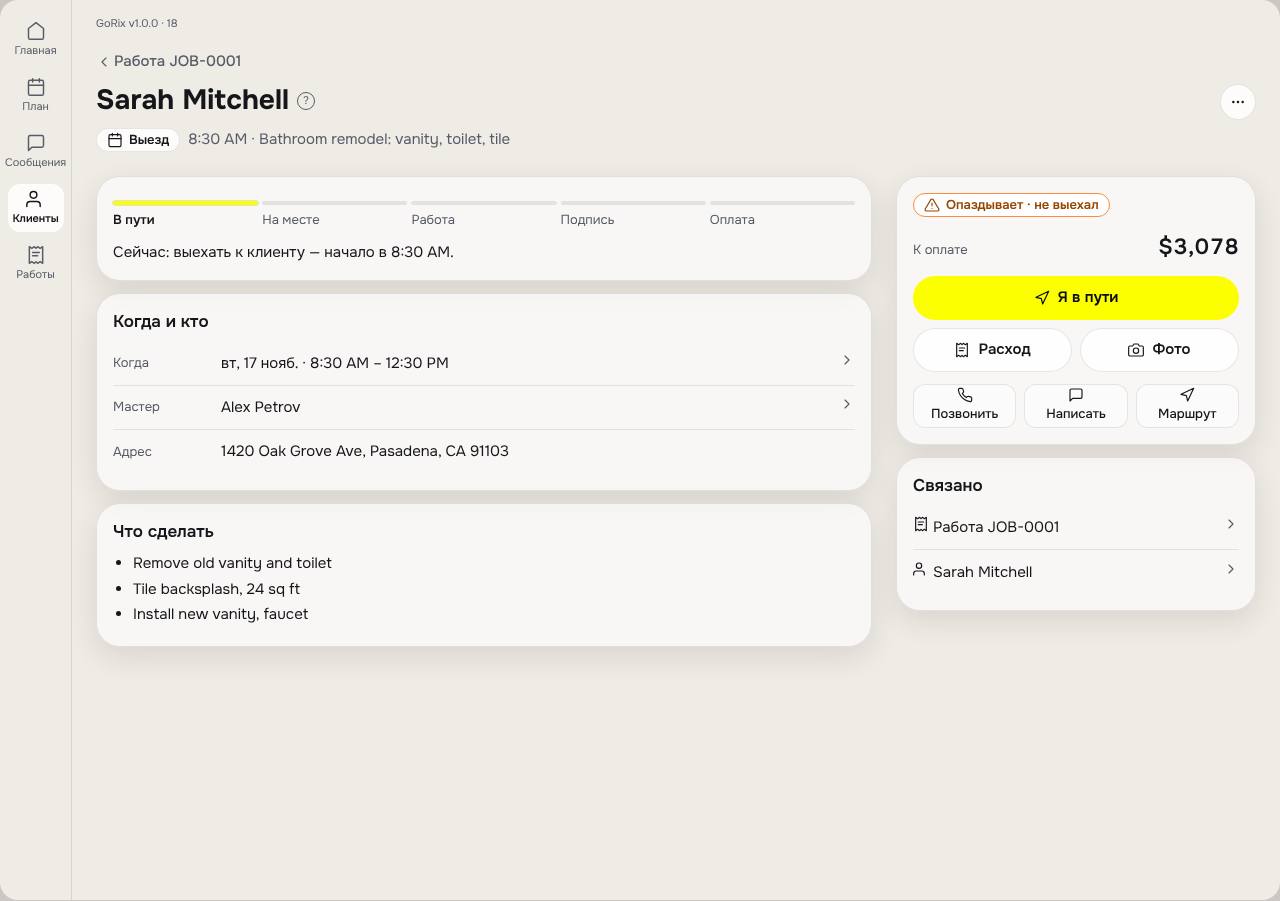 GoRix v1.0.0 · 18
Главная
План
Сообщения
Клиенты
Работы
Работа JOB-0001
Sarah Mitchell ?
Выезд 8:30 AM · Bathroom remodel: vanity, toilet, tile
В пути На месте Работа Подпись Оплата
Сейчас: выехать к клиенту — начало в 8:30 AM.
Когда и кто
Когда вт, 17 нояб. · 8:30 AM – 12:30 PM
Мастер Alex Petrov
Адрес 1420 Oak Grove Ave, Pasadena, CA 91103
Что сделать
• Remove old vanity and toilet
• Tile backsplash, 24 sq ft
• Install new vanity, faucet
Опаздывает · не выехал
К оплате $3,078
Я в пути
Расход Фото
Позвонить Написать Маршрут
Связано
Работа JOB-0001
Sarah Mitchell